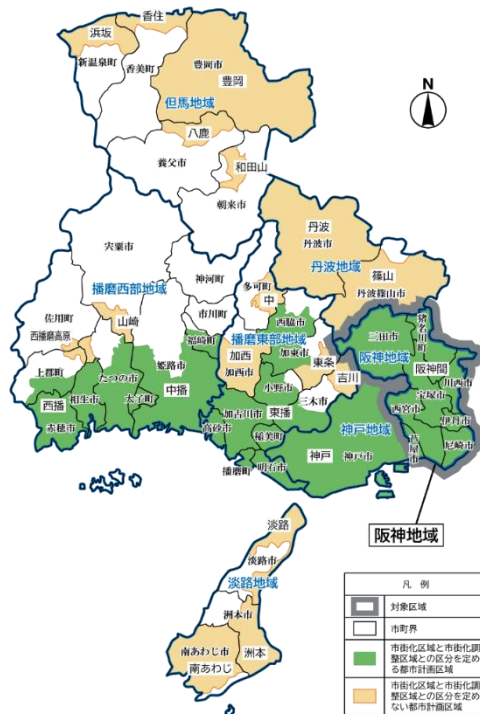 香住
浜坂
新温泉町
香美町
豊岡市
豊岡
但馬地域
N
八鹿
養父市
和田山
朝来市
丹波
丹波市
丹波地域
宍粟市
篠山
丹波篠山市
播磨西部地域
神河町
多可町
中
佐用町
山崎
市川町
西脇市
猪名川町
西播磨高原
福崎町
播磨東部地域
三田市
阪神地域
加西
加東市
東条
上郡町
たつの市
姫路市
加西市
吉川
阪神間
川西市
西播
相生市
太子町
中播
小野市
三木市
宝塚市
赤穂市
加古川市
東播
神戸地域
西宮市
伊丹市
高砂市
稲美町
芦屋市
尼崎市
播磨町
明石市
神戸
神戸市
阪神地域
淡路
淡路市
淡路地域
洲本市
南あわじ市
南あわじ
洲本
凡 例
対象区域
市町界
市街化区域と市街化調
整区域との区分を定め
る都市計画区域
市街化区域と市街化調
整区域との区分を定め
ない都市計画区域